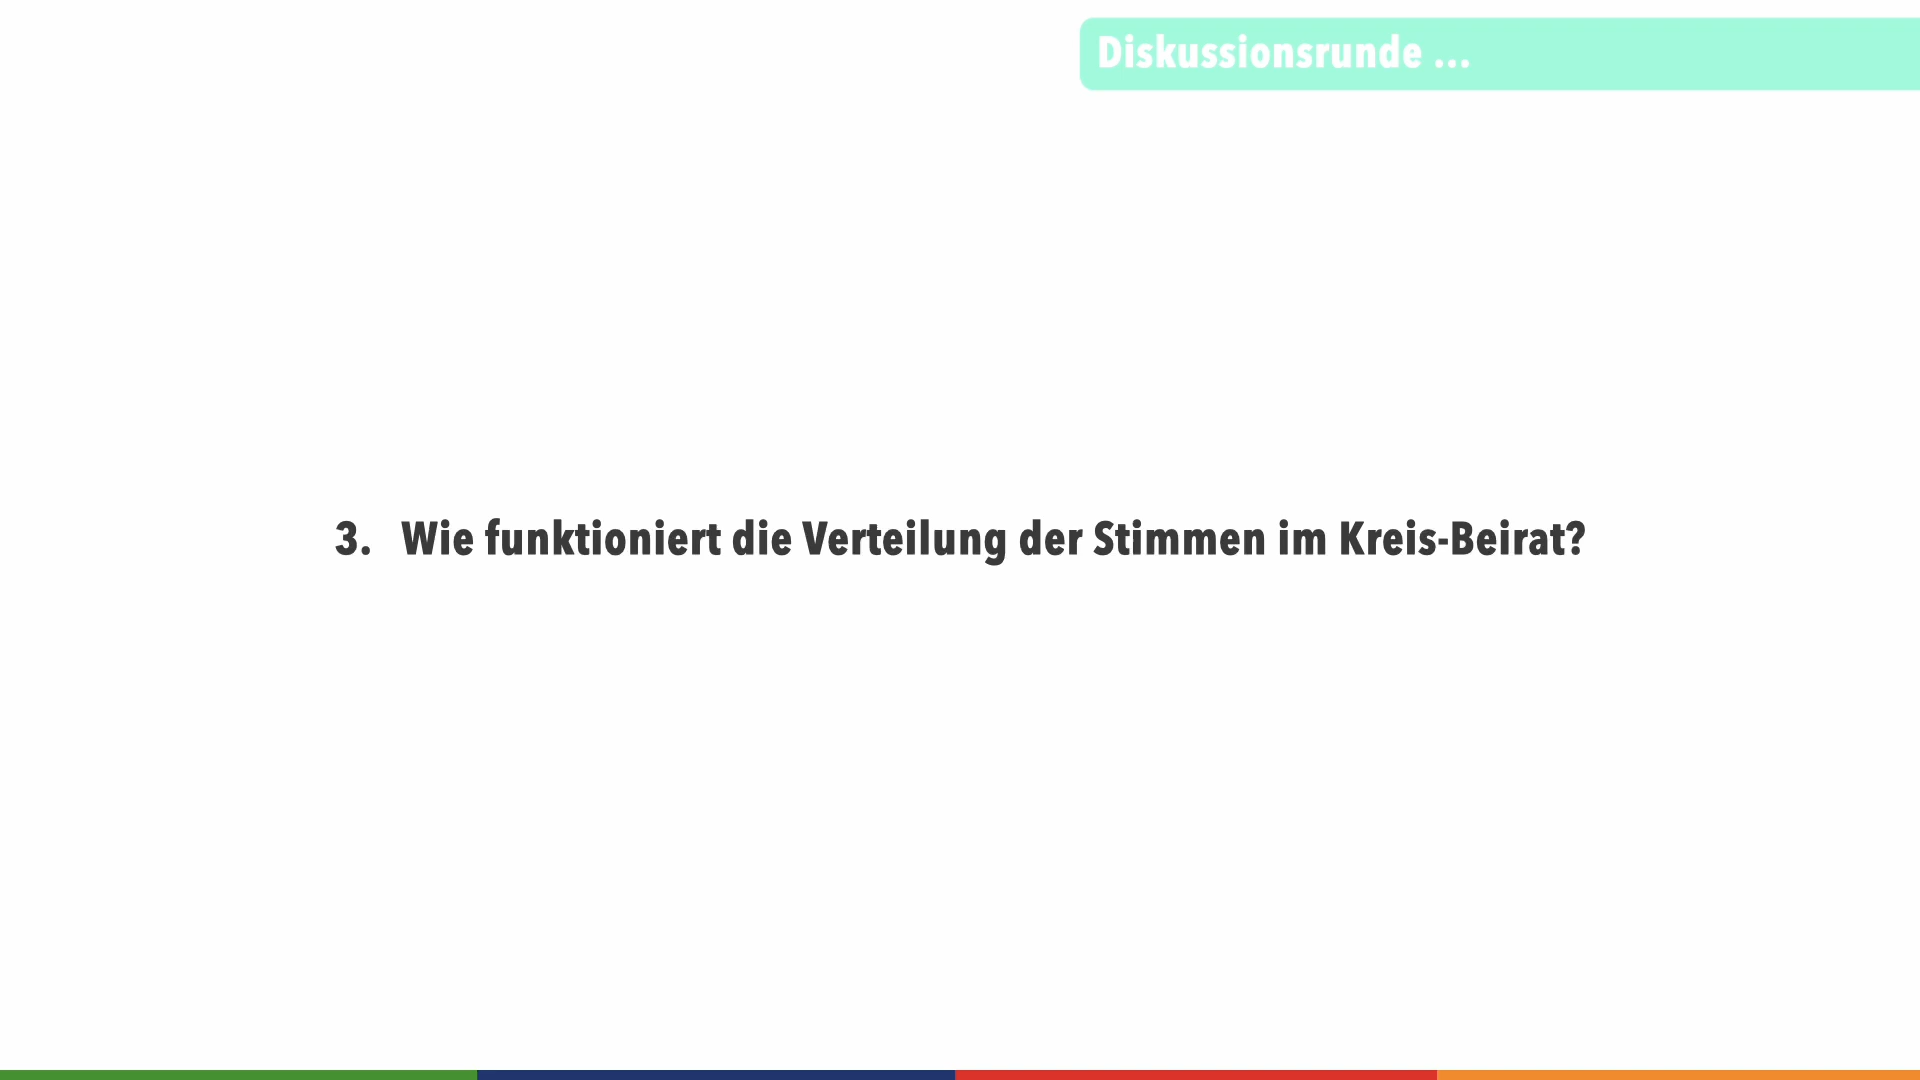 Diskussionsrunde ...
3. Wie funktioniert die Verteilung der Stimmen im Kreis-Beirat?